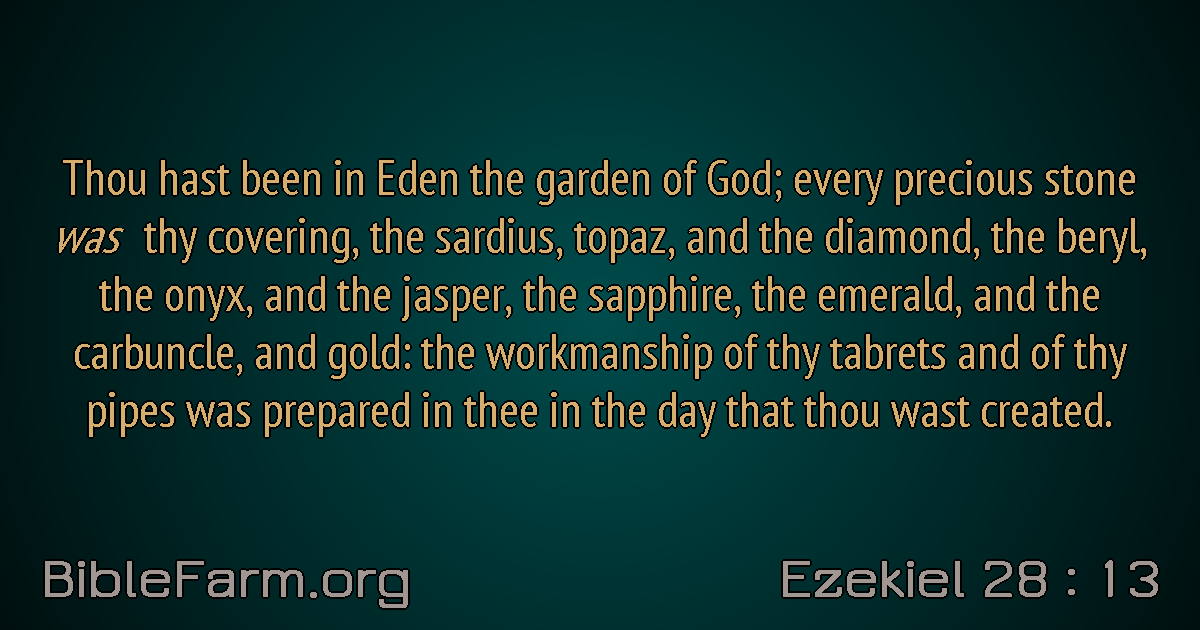 Thou hast been in Eden the garden of God; every precious stone
was thy covering, the sardius, topaz, and the diamond, the beryl,
the onyx, and the jasper, the sapphire, the emerald, and the
carbuncle, and gold: the workmanship of thy tabrets and of thy
pipes was prepared in thee in the day that thou wast created.
BibleFarm.org
Ezekiel 28 : 13